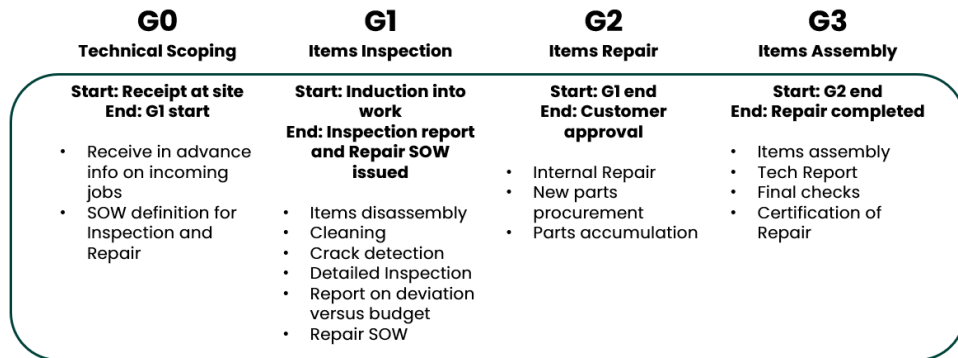 G0
Technical Scoping
Start: Receipt at site
End: G1 start
• Receive in advance
info on incoming
jobs
• SOW definition for
Inspection and
Repair
G1
Items Inspection
Start: Induction into
work
End: Inspection report
and Repair SOW
issued
• Items disassembly
• Cleaning
• Crack detection
• Detailed Inspection
• Report on deviation
versus budget
• Repair SOW
G2
Items Repair
Start: G1 end
End: Customer
approval
• Internal Repair
• New parts
procurement
• Parts accumulation
G3
Items Assembly
Start: G2 end
End: Repair completed
• Items assembly
• Tech Report
• Final checks
• Certification of
Repair